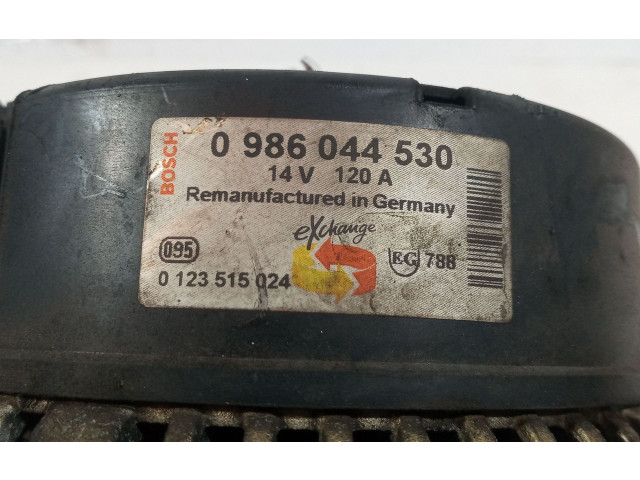 BOSCH
0 986 044 530
14 V 120 A
Remanufactured in Germany
eXchange
095
EG 788
0 123 515 024